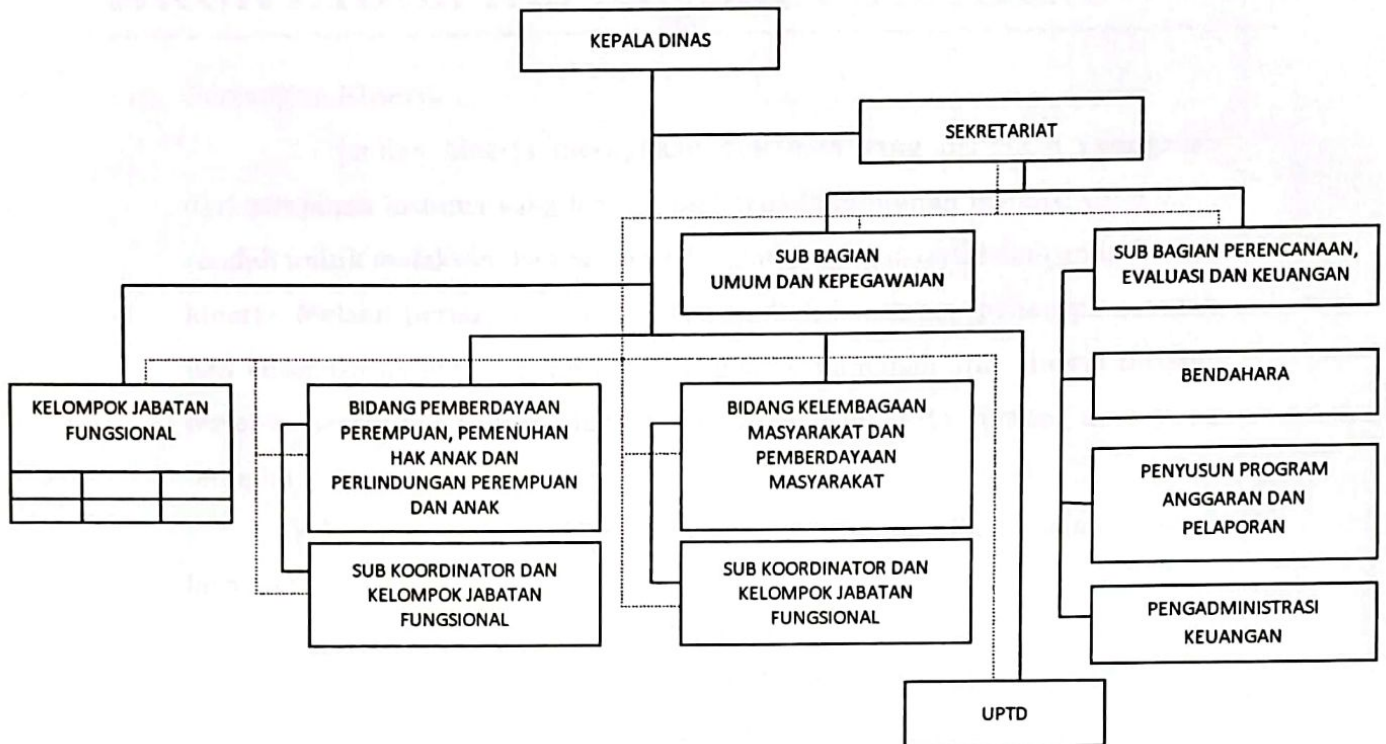 KEPALA DINAS
SEKRETARIAT
SUB BAGIAN
UMUM DAN KEPEGAWAIAN
SUB BAGIAN PERENCANAAN,
EVALUASI DAN KEUANGAN
BENDAHARA
PENYUSUN PROGRAM
ANGGARAN DAN
PELAPORAN
PENGADMINISTRASI
KEUANGAN
KELOMPOK JABATAN
FUNGSIONAL
BIDANG PEMBERDAYAAN
PEREMPUAN, PEMENUHAN
HAK ANAK DAN
PERLINDUNGAN PEREMPUAN
DAN ANAK
SUB KOORDINATOR DAN
KELOMPOK JABATAN
FUNGSIONAL
BIDANG KELEMBAGAAN
MASYARAKAT DAN
PEMBERDAYAAN
MASYARAKAT
SUB KOORDINATOR DAN
KELOMPOK JABATAN
FUNGSIONAL
UPTD